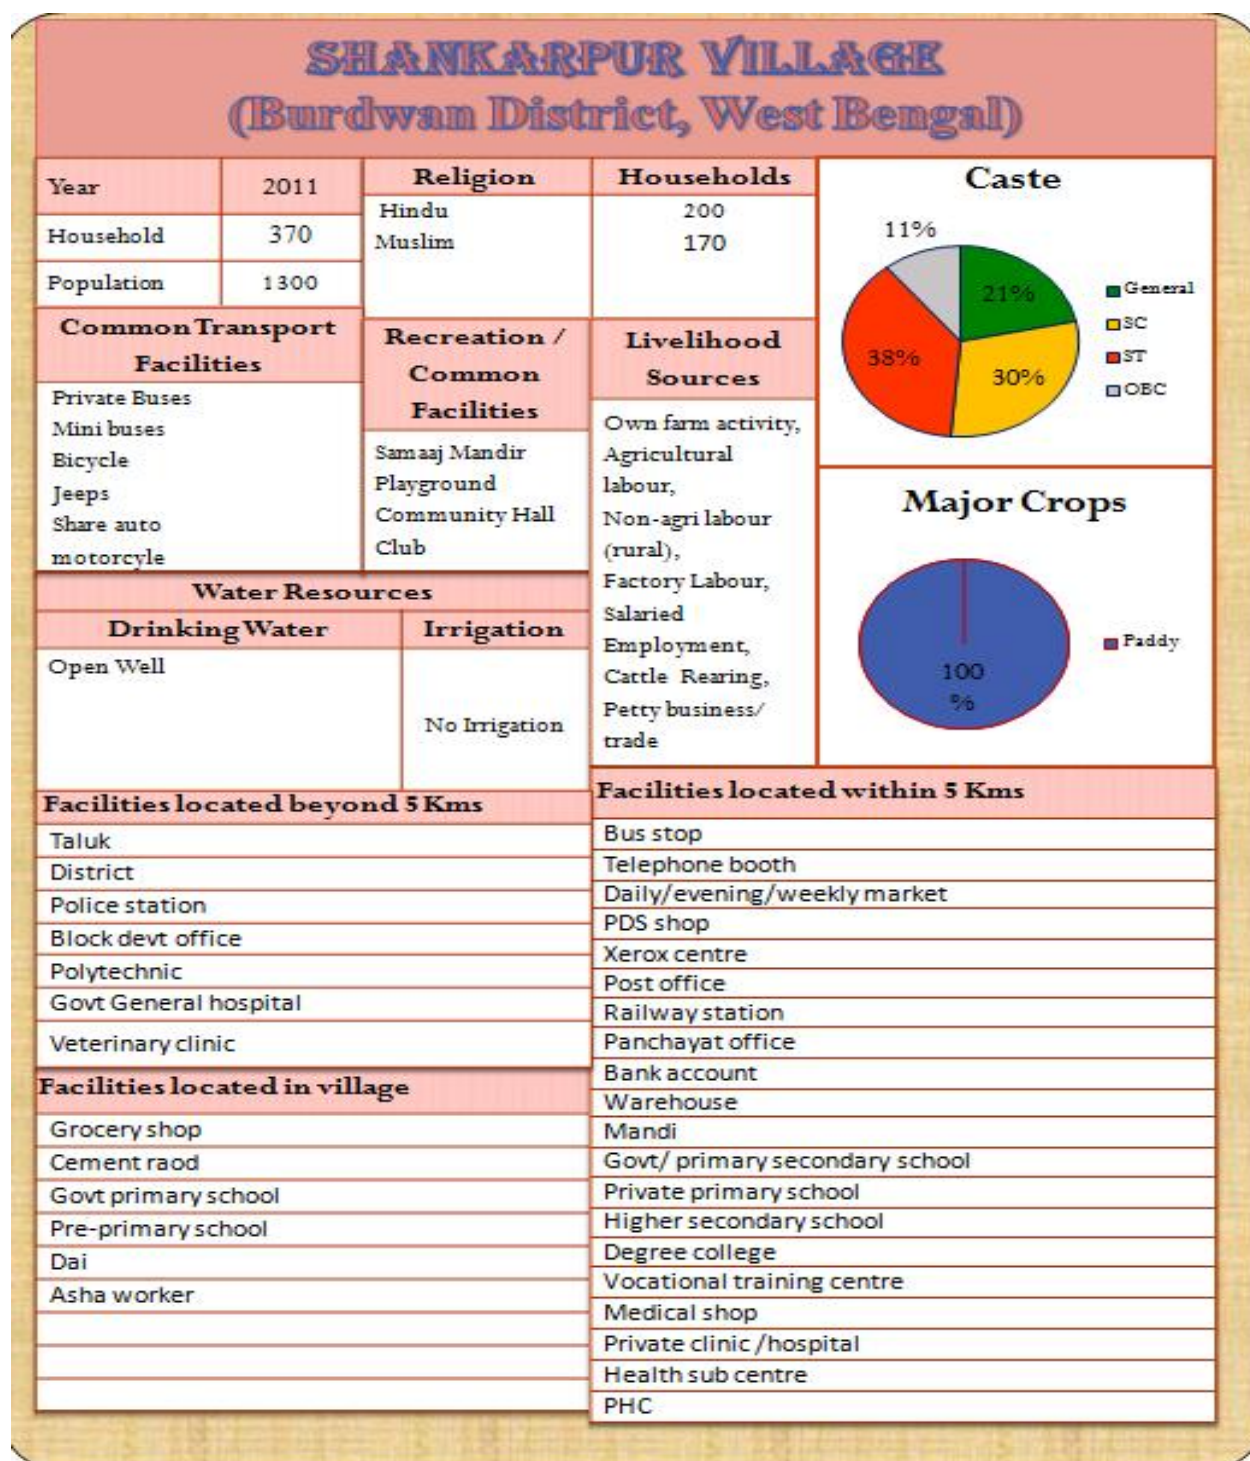 SHANKARPUR VILLAGE
(Burdwan District, West Bengal)
Year 2011
Household 370
Population 1300
Religion Households
Hindu 200
Muslim 170
Caste
11%
21%
38%
30%
General
SC
ST
OBC
Common Transport
Facilities
Private Buses
Mini buses
Bicycle
Jeeps
Share auto
motorcyle
Recreation /
Common
Facilities
Samaaj Mandir
Playground
Community Hall
Club
Livelihood
Sources
Own farm activity,
Agricultural
labour,
Non-agri labour
(rural),
Factory Labour,
Salaried
Employment,
Cattle Rearing,
Petty business/
trade
Major Crops
100
%
Paddy
Water Resources
Drinking Water Irrigation
Open Well
No Irrigation
Facilities located beyond 5 Kms
Taluk
District
Police station
Block devt office
Polytechnic
Govt General hospital
Veterinary clinic
Facilities located in village
Grocery shop
Cement raod
Govt primary school
Pre-primary school
Dai
Asha worker
Facilities located within 5 Kms
Bus stop
Telephone booth
Daily/evening/weekly market
PDS shop
Xerox centre
Post office
Railway station
Panchayat office
Bank account
Warehouse
Mandi
Govt/ primary secondary school
Private primary school
Higher secondary school
Degree college
Vocational training centre
Medical shop
Private clinic /hospital
Health sub centre
PHC